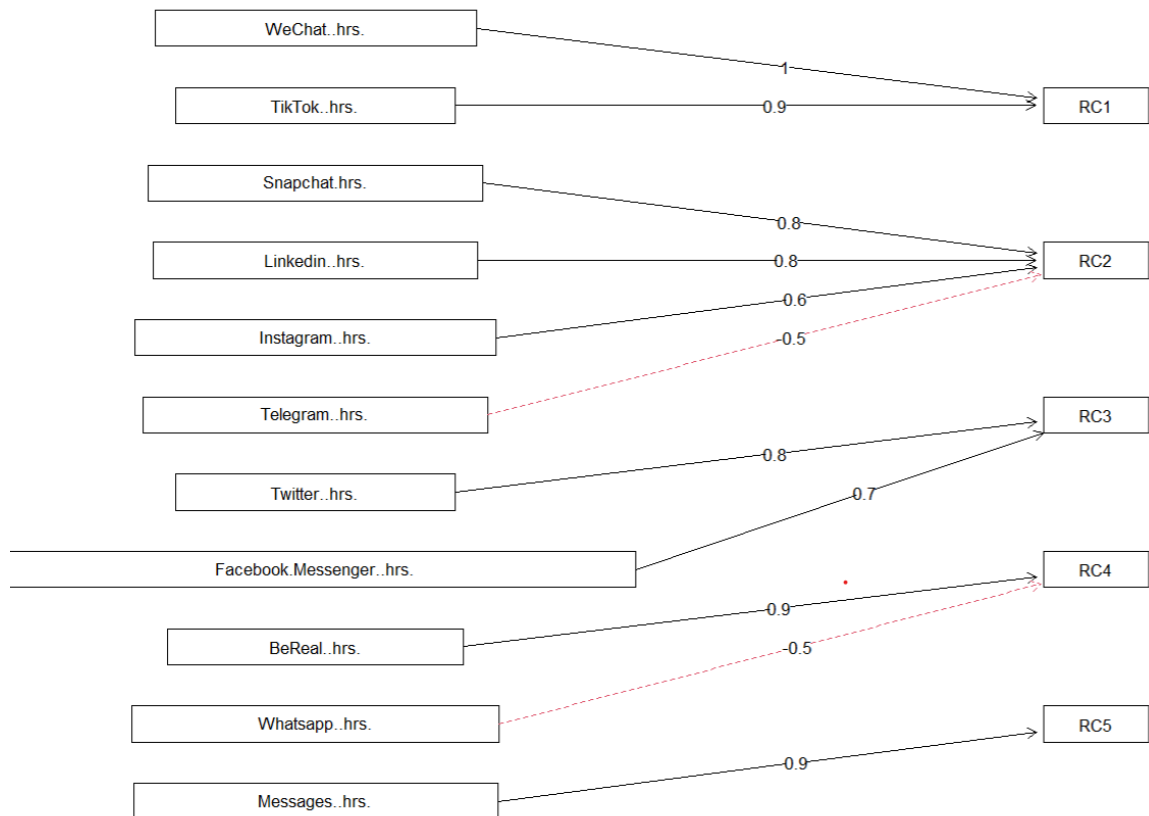 WeChat..hrs.
1
TikTok..hrs.
0.9
RC1
Snapchat.hrs.
0.8
Linkedin..hrs.
0.8
RC2
0.6
Instagram..hrs.
-0.5
Telegram..hrs.
RC3
0.8
Twitter..hrs.
0.7
Facebook.Messenger..hrs.
RC4
0.9
BeReal..hrs.
-0.5
Whatsapp..hrs.
RC5
0.9
Messages..hrs.